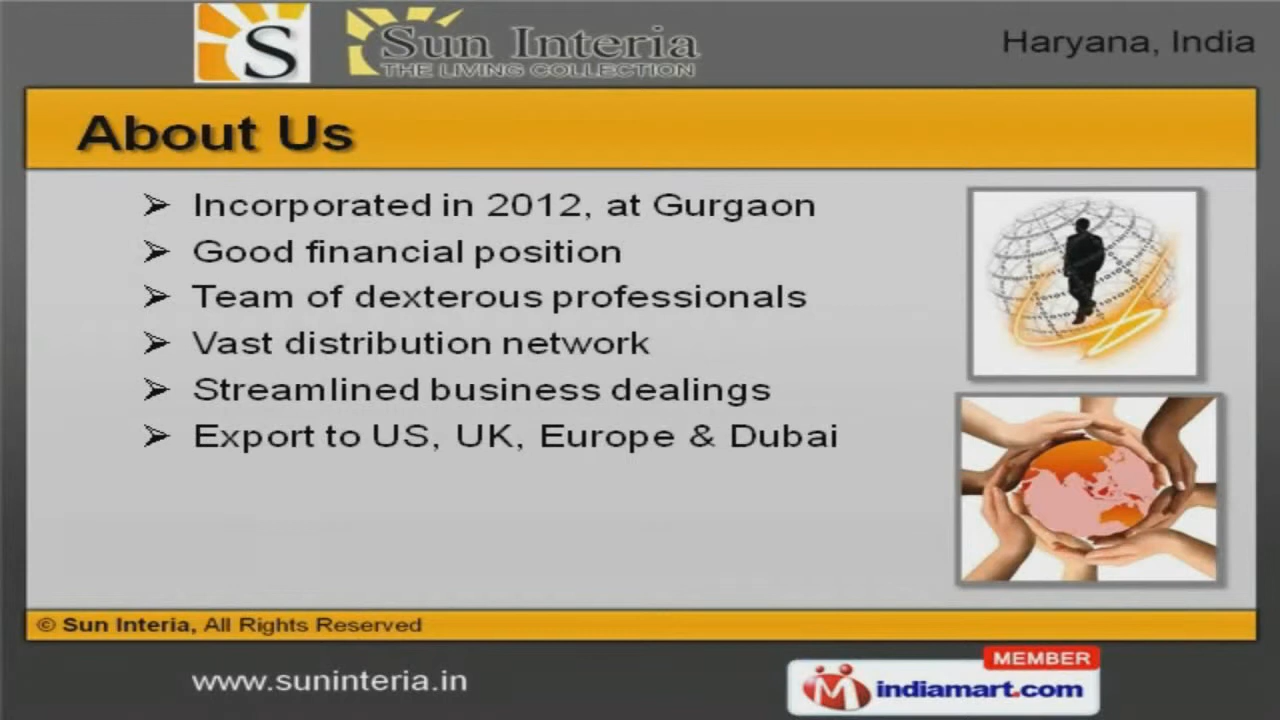 S
Sun Interia
THE LIVING COLLECTION
Haryana, India
About Us
Incorporated in 2012, at Gurgaon
Good financial position
Team of dexterous professionals
Vast distribution network
Streamlined business dealings
Export to US, UK, Europe & Dubai
© Sun Interia, All Rights Reserved
www.suninteria.in
MEMBER
indiamart.com